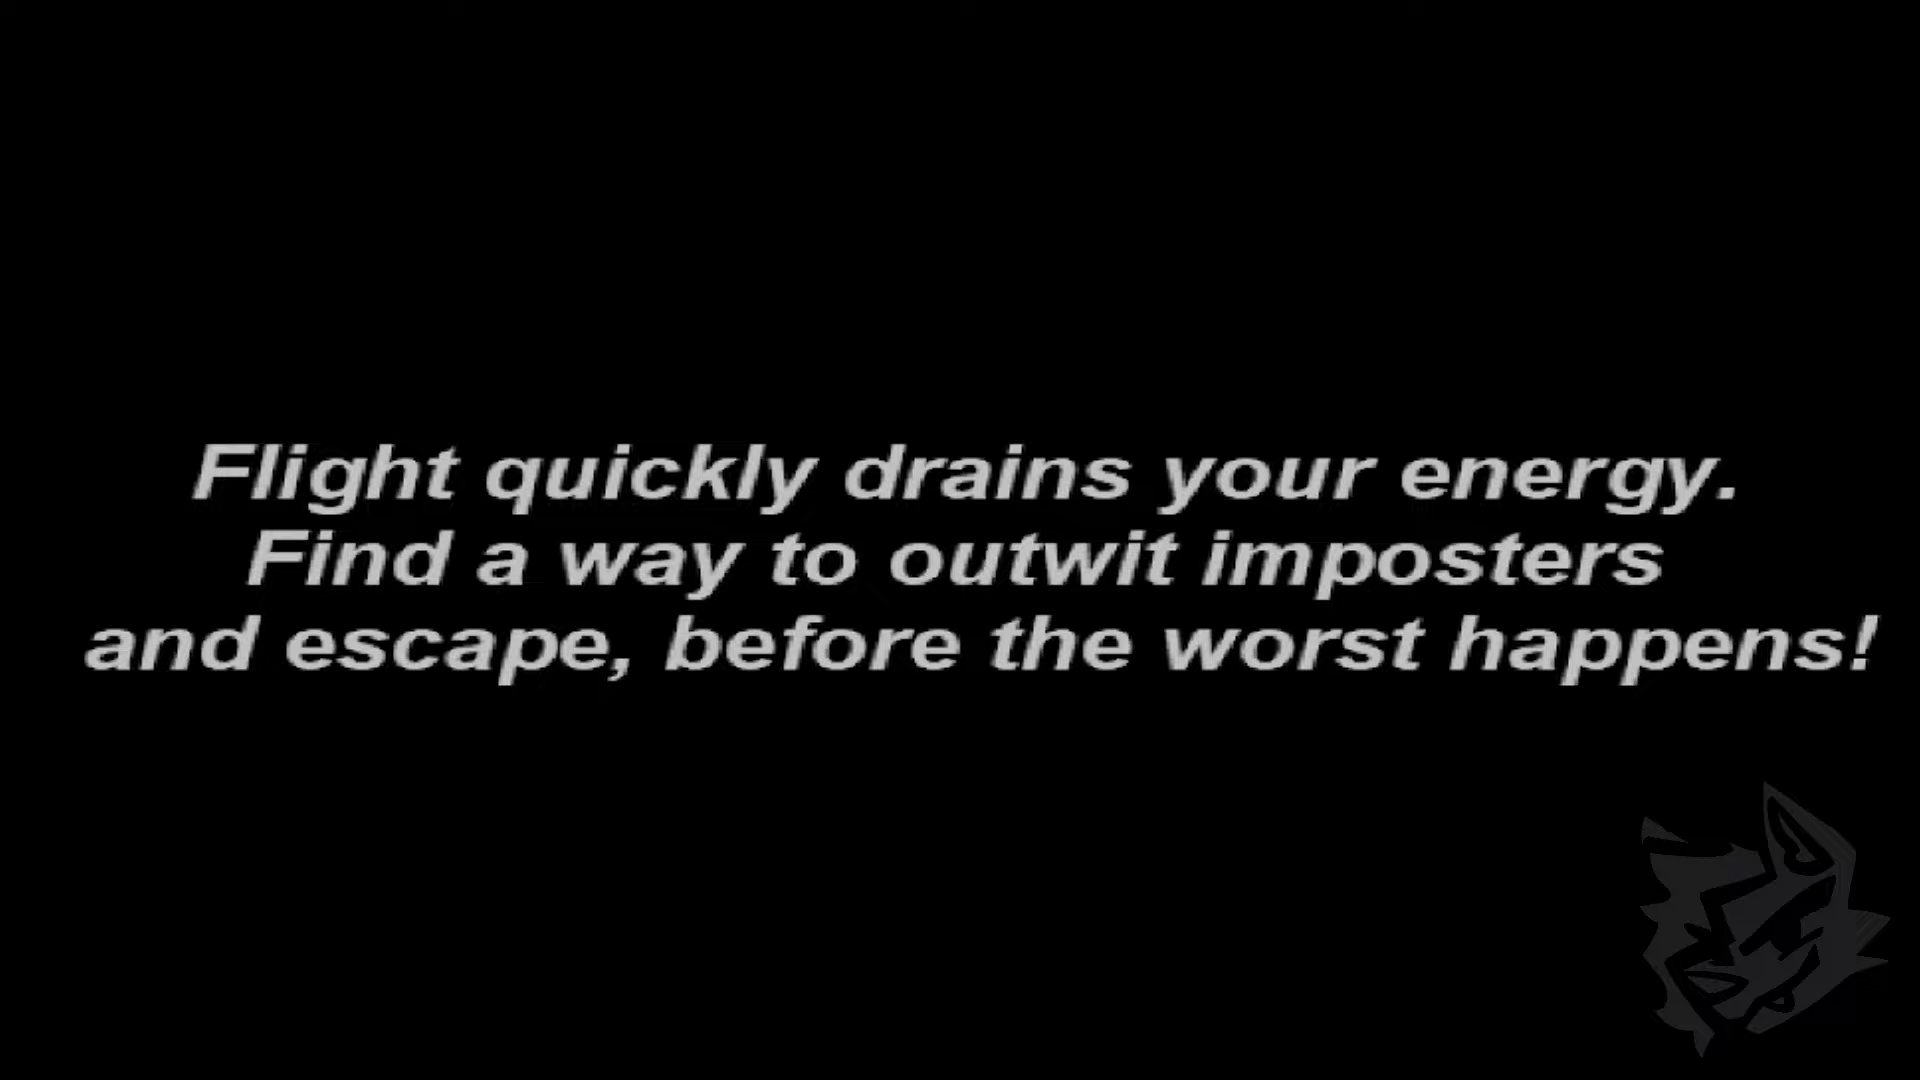 Flight quickly drains your energy.
Find a way to outwit imposters
and escape, before the worst happens!